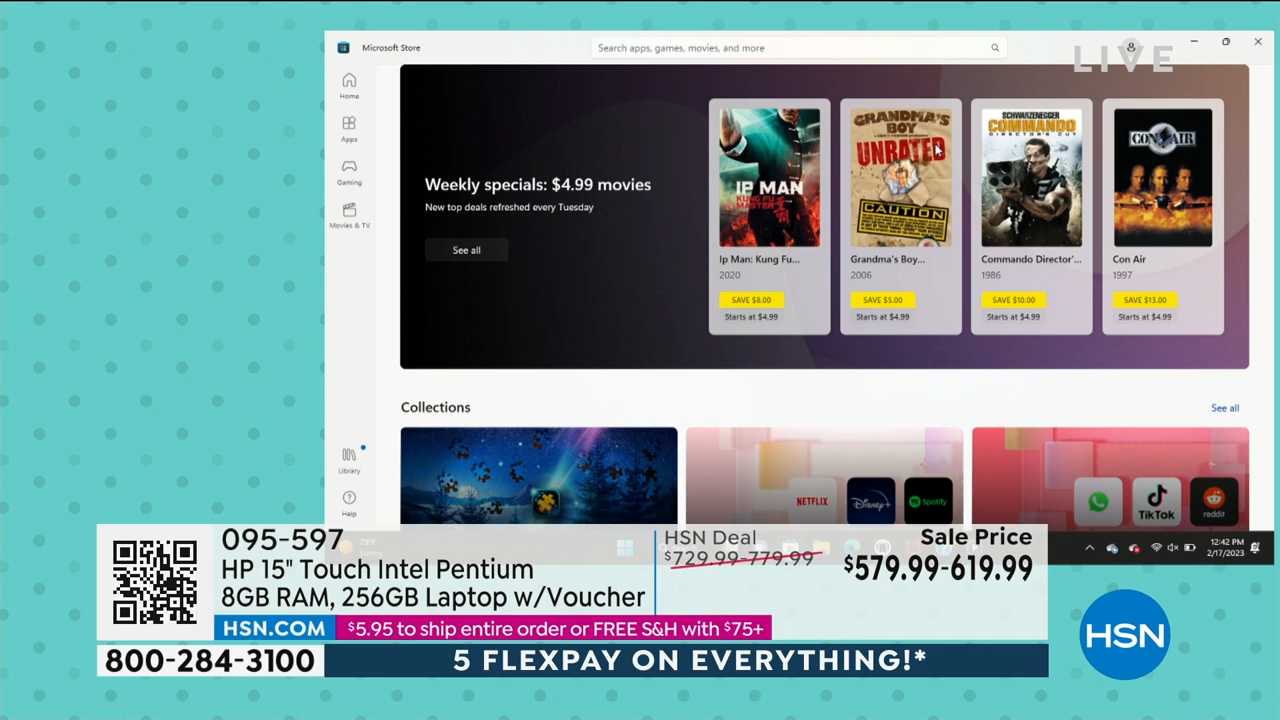 Microsoft Store
Search apps, games, movies, and more
LIVE
Home
Apps
Gaming
Movies & TV
Library
Help
Weekly specials: $4.99 movies
New top deals refreshed every Tuesday
See all
IP MAN
KUNG FU
MASTER
Ip Man: Kung Fu...
2020
SAVE $8.00
Starts at $4.99
GRANDMA'S
BOY
UNRATED
CAUTION
Grandma's Boy...
2006
SAVE $5.00
Starts at $4.99
SCHWARZENEGGER
COMMANDO
DIRECTOR'S CUT
Commando Director'...
1986
SAVE $10.00
Starts at $4.99
CON AIR
Con Air
1997
SAVE $13.00
Starts at $4.99
Collections
See all
NETFLIX
Disney+
Spotify
TikTok
reddit
78°F
Sunny
12:42 PM
2/17/2023
095-597
HP 15" Touch Intel Pentium
8GB RAM, 256GB Laptop w/Voucher
HSN Deal
$729.99-779.99
Sale Price
$579.99-619.99
HSN.COM
$5.95 to ship entire order or FREE S&H with $75+
800-284-3100
5 FLEXPAY ON EVERYTHING!*
HSN